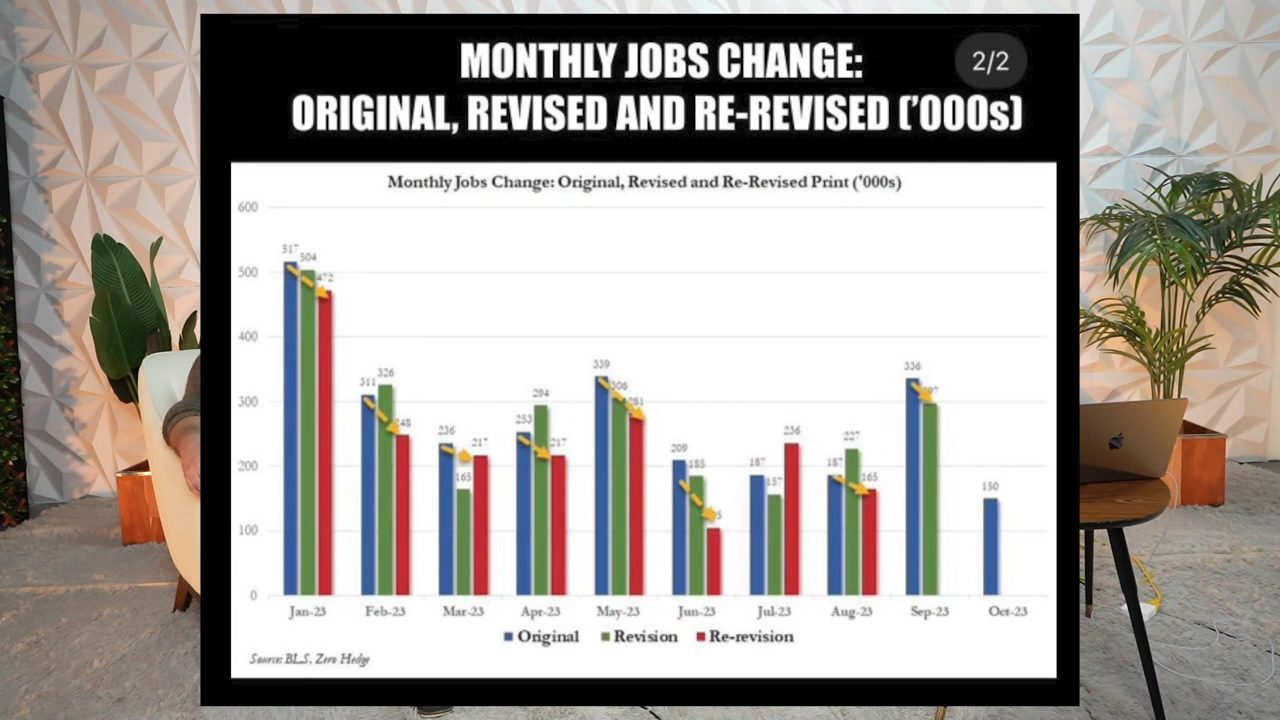 MONTHLY JOBS CHANGE:
2/2
ORIGINAL, REVISED AND RE-REVISED ('000s)
Monthly Jobs Change: Original, Revised and Re-Revised Print ('000s)
600
500
400
300
200
100
0
517
504
472
311
326
248
236
165
217
253
294
217
339
306
281
209
185
187
157
236
187
227
165
336
150
Jan-23
Feb-23
Mar-23
Apr-23
May-23
Jun-23
Jul-23
Aug-23
Sep-23
Oct-23
Original
Revision
Re-revision
Source: BLS, Zero Hedge